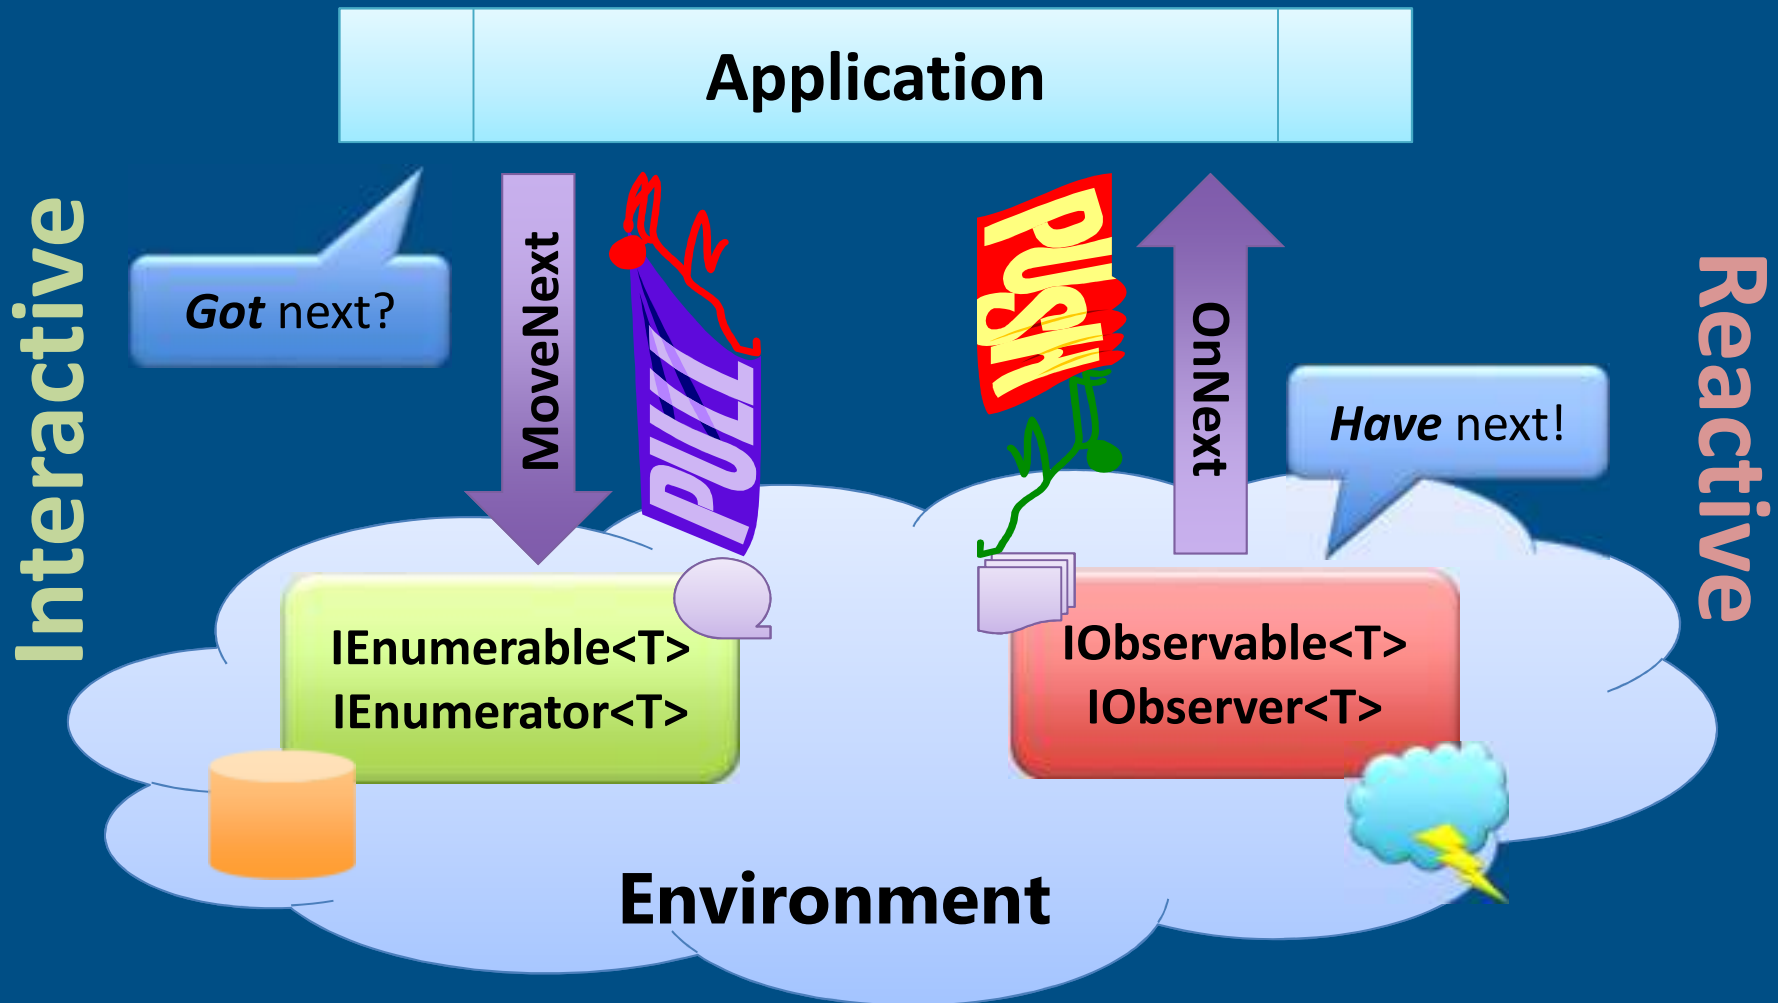 Application
Interactive
Got next?
MoveNext
PULL
PUSH
OnNext
Have next!
Reactive
IEnumerable<T>
IEnumerator<T>
IObservable<T>
IObserver<T>
Environment